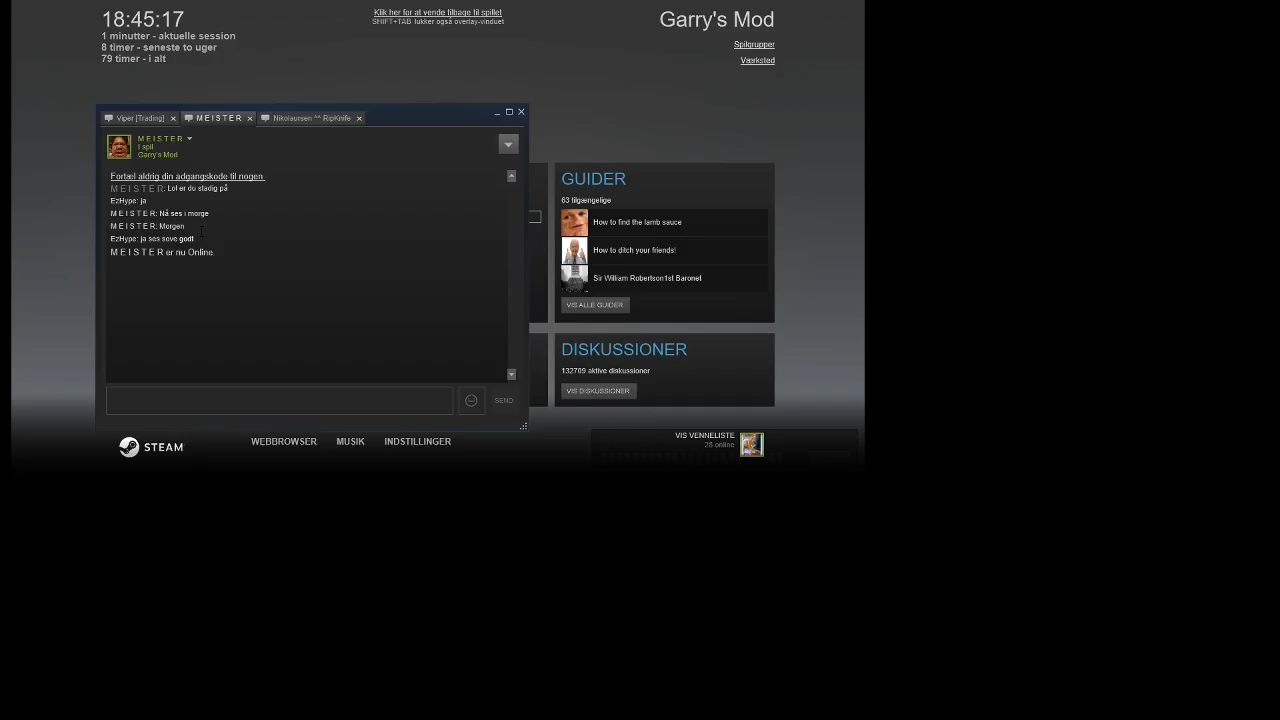 18:45:17
1 minutter - aktuelle session
8 timer - seneste to uger
79 timer - i alt
Klik her for at vende tilbage til spillet
SHIFT+TAB lukker også overlay-vinduet
Garry's Mod
Spilgrupper
Værksted
Viper [Trading]
M E I S T E R
Nikolaursen ^^ RipKnife
M E I S T E R
I spil
Garry's Mod
Fortæl aldrig din adgangskode til nogen.
M E I S T E R: Lol er du stadig på
EzHype: ja
M E I S T E R: Nå ses i morge
M E I S T E R: Morgen
EzHype: ja ses sove godt
M E I S T E R er nu Online.
SEND
GUIDER
63 tilgængelige
How to find the lamb sauce
How to ditch your friends!
Sir William Robertson1st Baronet
VIS ALLE GUIDER
DISKUSSIONER
132709 aktive diskussioner
VIS DISKUSSIONER
STEAM
WEBBROWSER
MUSIK
INDSTILLINGER
VIS VENNELISTE
28 online